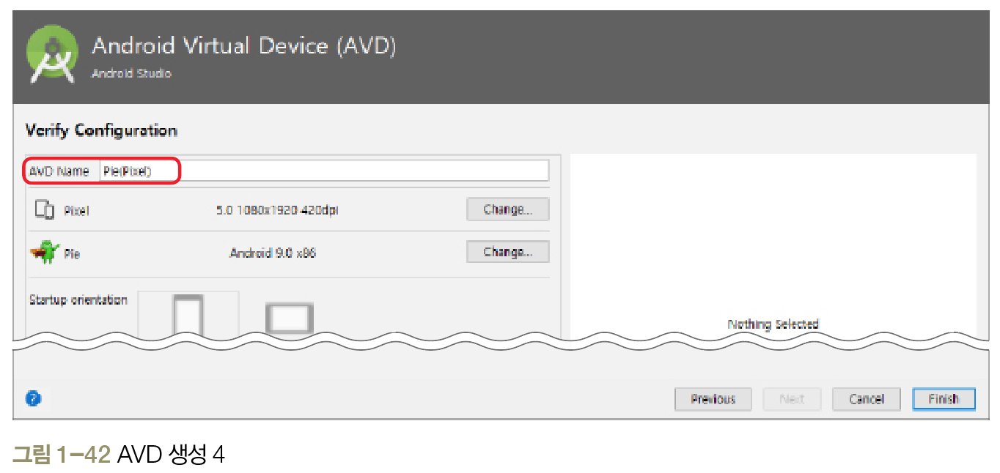 Android Virtual Device (AVD)
Android Studio
Verify Configuration
AVD Name Pie(Pixel)
Pixel 5.0 1080x1920 420dpi Change...
Pie Android 9.0 x86 Change...
Startup orientation
Nothing Selected
?
Previous Next Cancel Finish
그림 1-42 AVD 생성 4